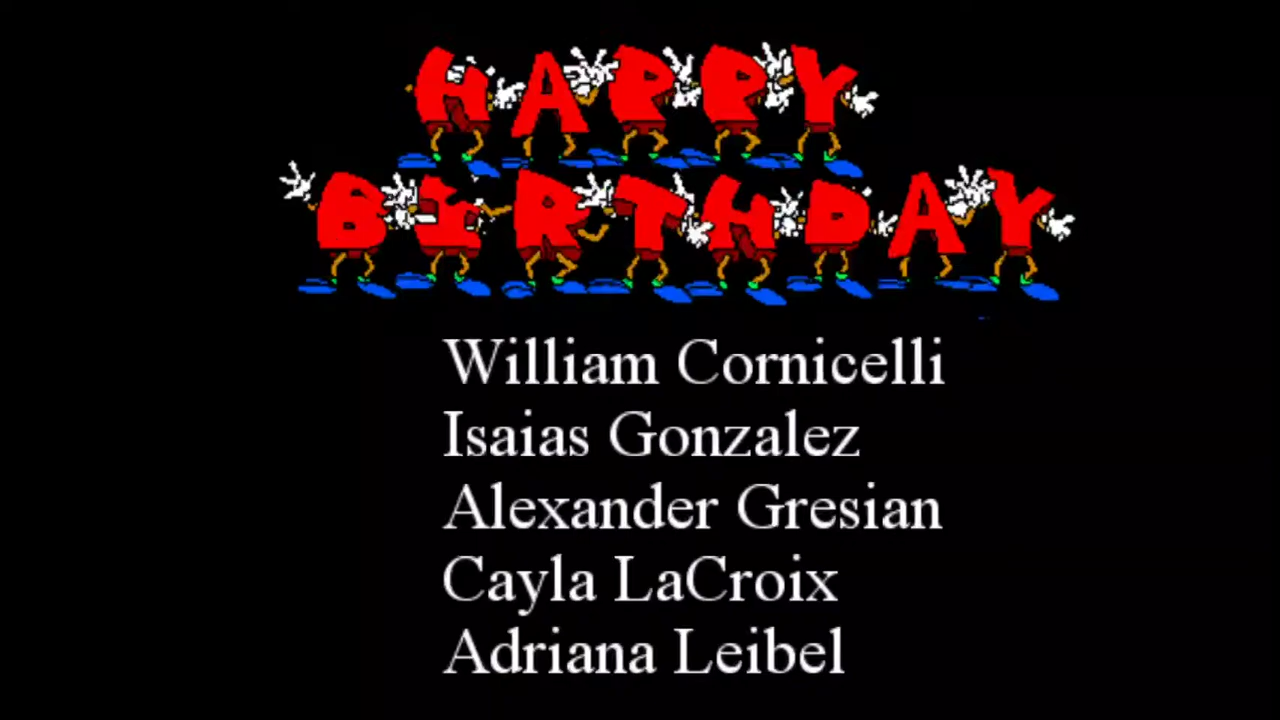 HAPPY
BIRTHDAY
William Cornicelli
Isaias Gonzalez
Alexander Gresian
Cayla LaCroix
Adriana Leibel